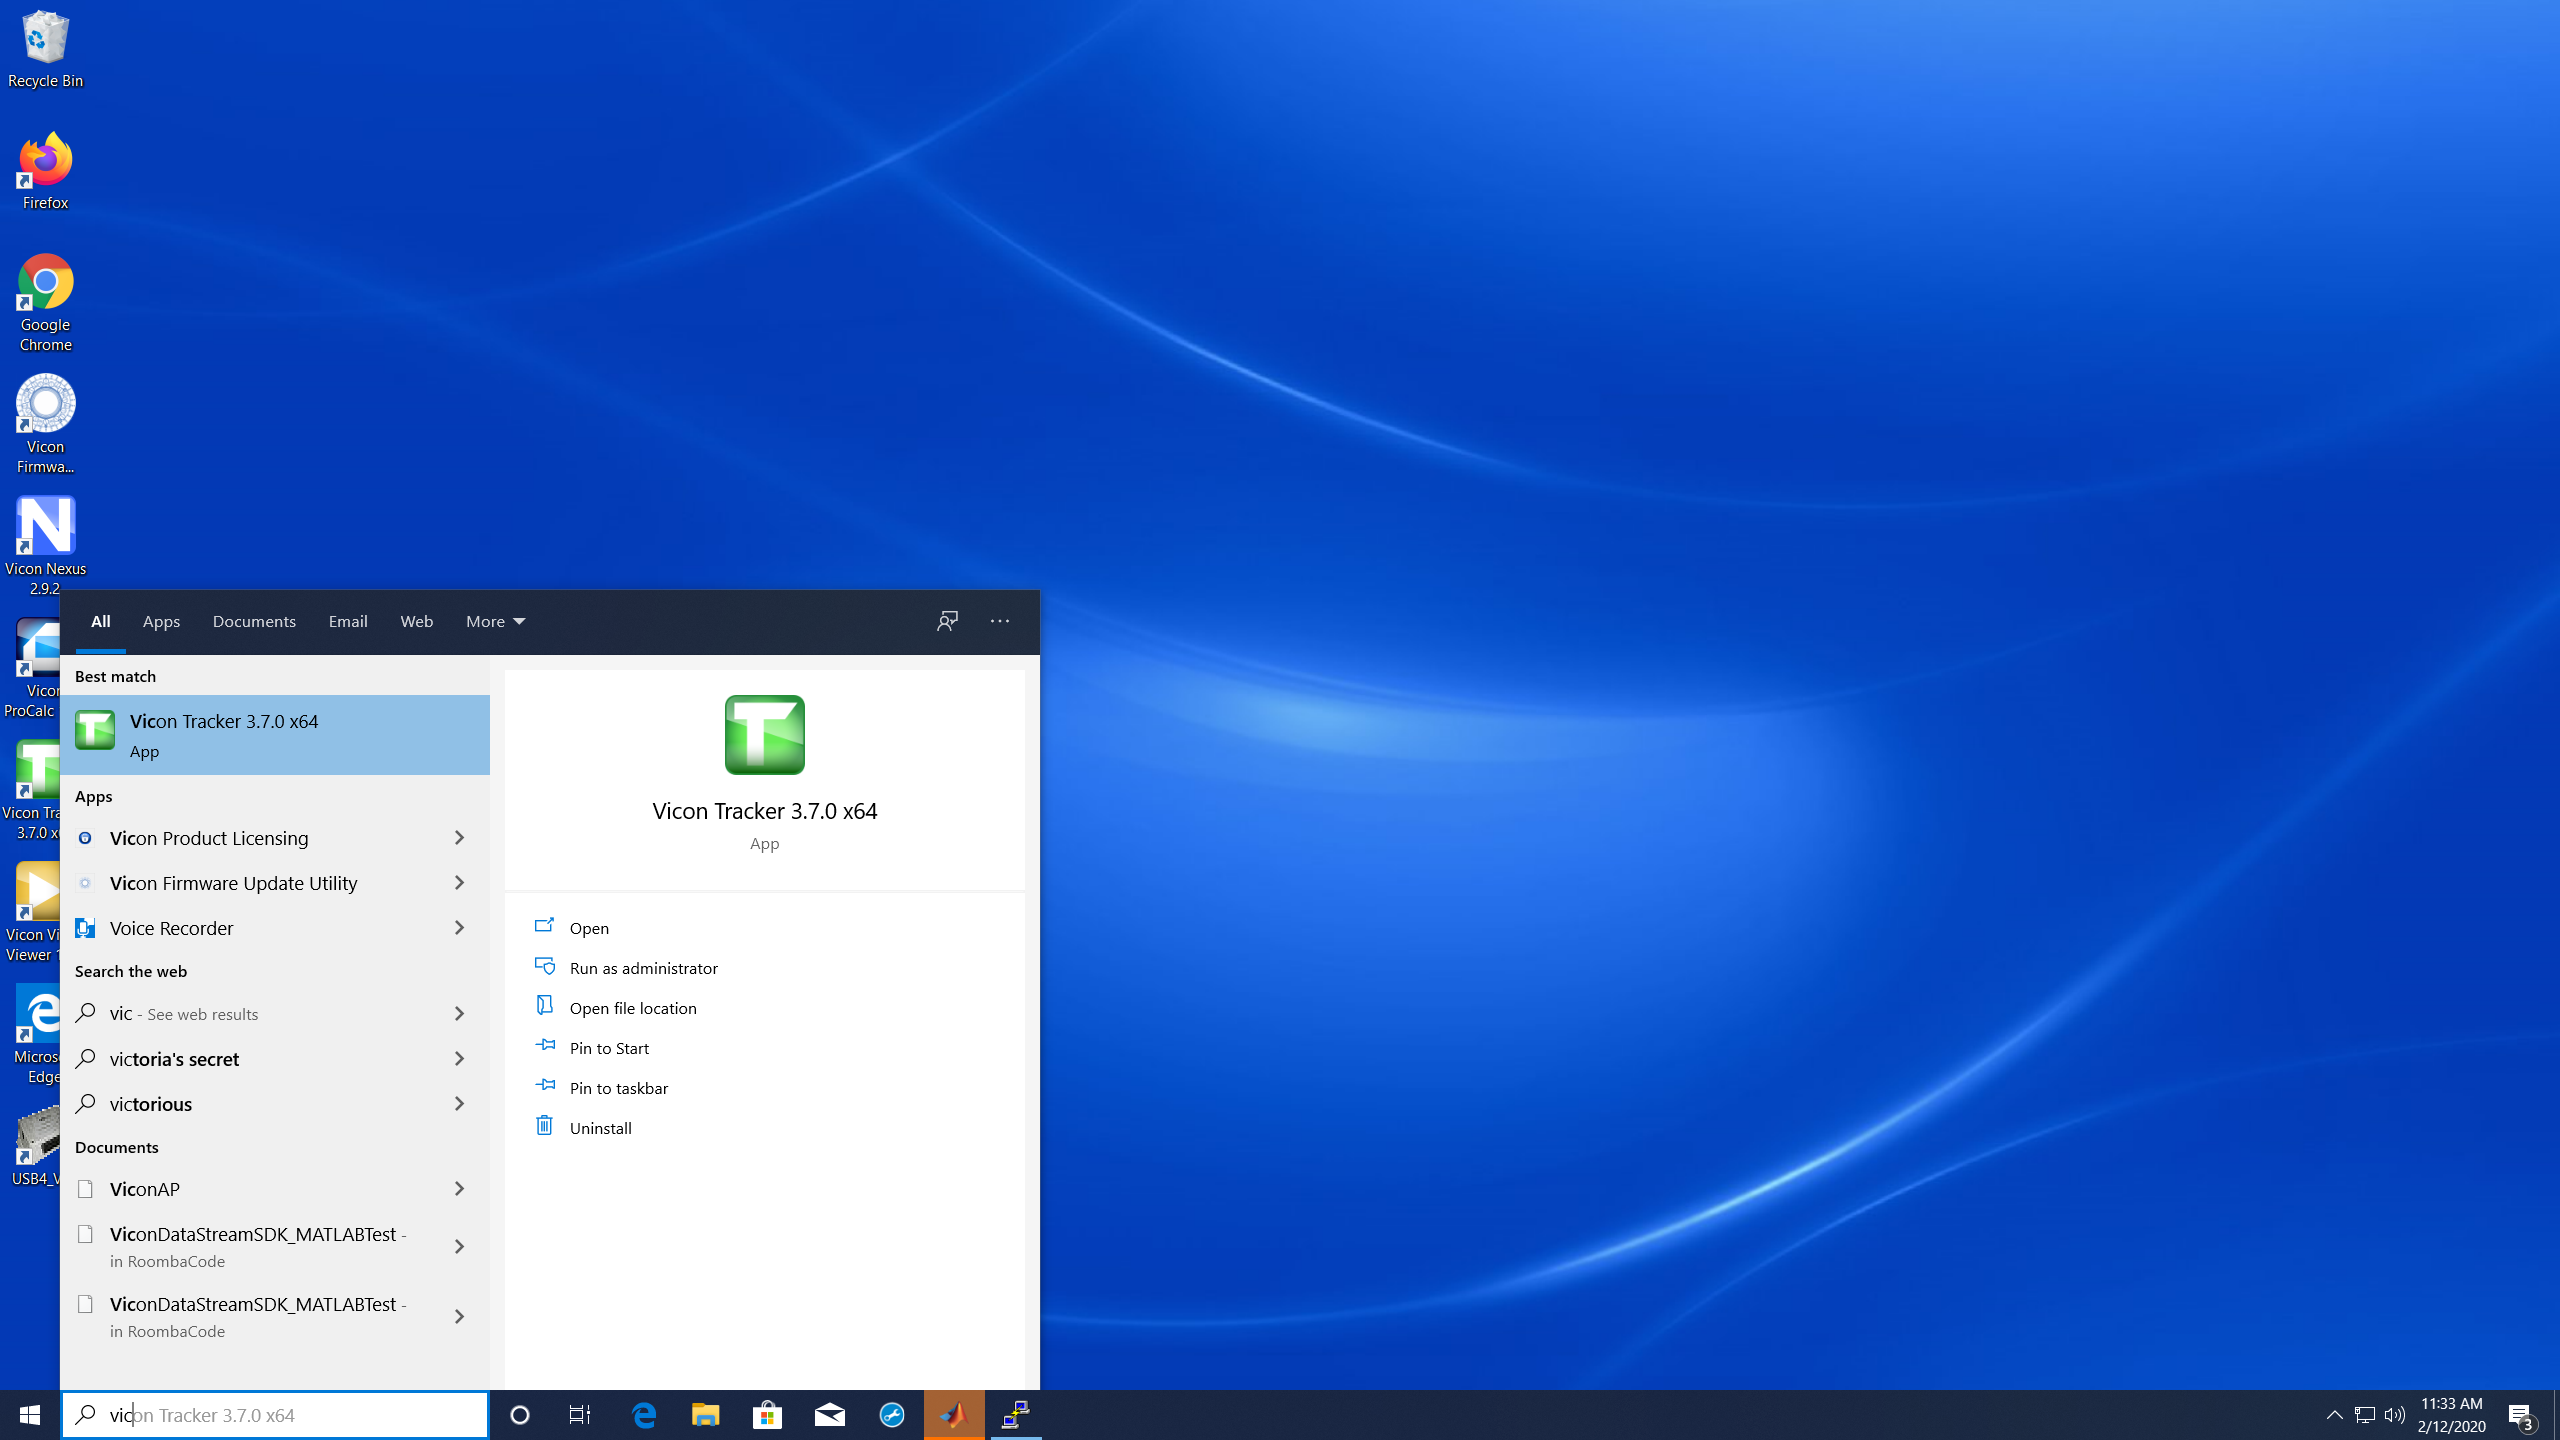 Recycle Bin
Firefox
Google
Chrome
Vicon
Firmwa...
N
Vicon Nexus
2.9.2
Vicon
ProCalc
Vicon Tra
3.7.0 x
Vicon Vi
Viewer 1
Micros
Edge
USB4_V
All
Apps
Documents
Email
Web
More
Best match
Vicon Tracker 3.7.0 x64
App
Apps
Vicon Product Licensing
Vicon Firmware Update Utility
Voice Recorder
Search the web
vic - See web results
victoria's secret
victorious
Documents
ViconAP
ViconDataStreamSDK_MATLABTest -
in RoombaCode
ViconDataStreamSDK_MATLABTest -
in RoombaCode
T
Vicon Tracker 3.7.0 x64
App
Open
Run as administrator
Open file location
Pin to Start
Pin to taskbar
Uninstall
vicon Tracker 3.7.0 x64
11:33 AM
2/12/2020
3